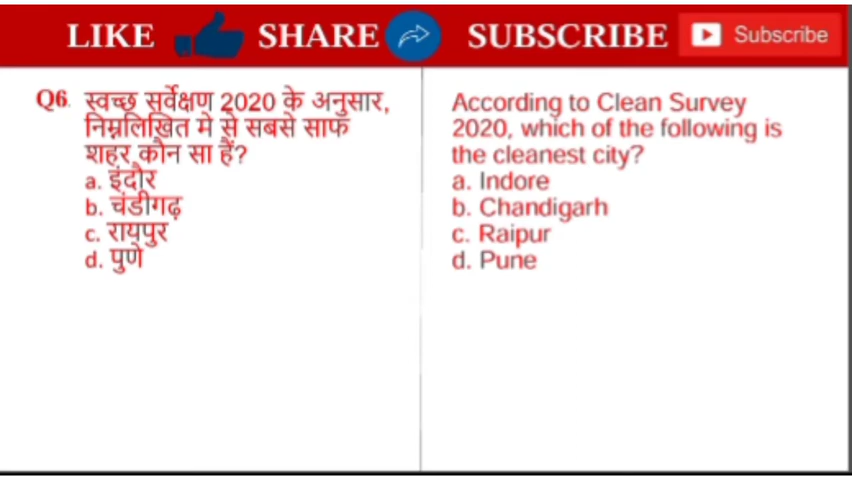 LIKE SHARE SUBSCRIBE Subscribe
Q6. स्वच्छ सर्वेक्षण 2020 के अनुसार,
निम्नलिखित मे से सबसे साफ
शहर कौन सा हैं?
a. इंदौर
b. चंडीगढ़
c. रायपुर
d. पुणे
According to Clean Survey
2020, which of the following is
the cleanest city?
a. Indore
b. Chandigarh
c. Raipur
d. Pune